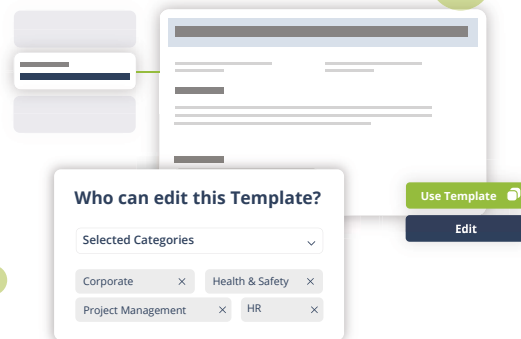 Who can edit this Template?
Use Template
Edit
Selected Categories
Corporate
Health & Safety
Project Management
HR